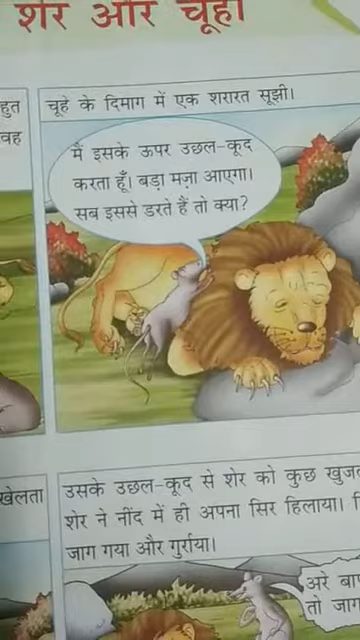 शेर और चूहा
चूहे के दिमाग में एक शरारत सूझी।
मैं इसके ऊपर उछल-कूद
करता हूँ। बड़ा मज़ा आएगा।
सब इससे डरते हैं तो क्या?
वह
उसके उछल-कूद से शेर को कुछ
शेर ने नींद में ही अपना सिर हिलाया।
जाग गया और गुर्राया।
खेलता
अरे
तो जाग